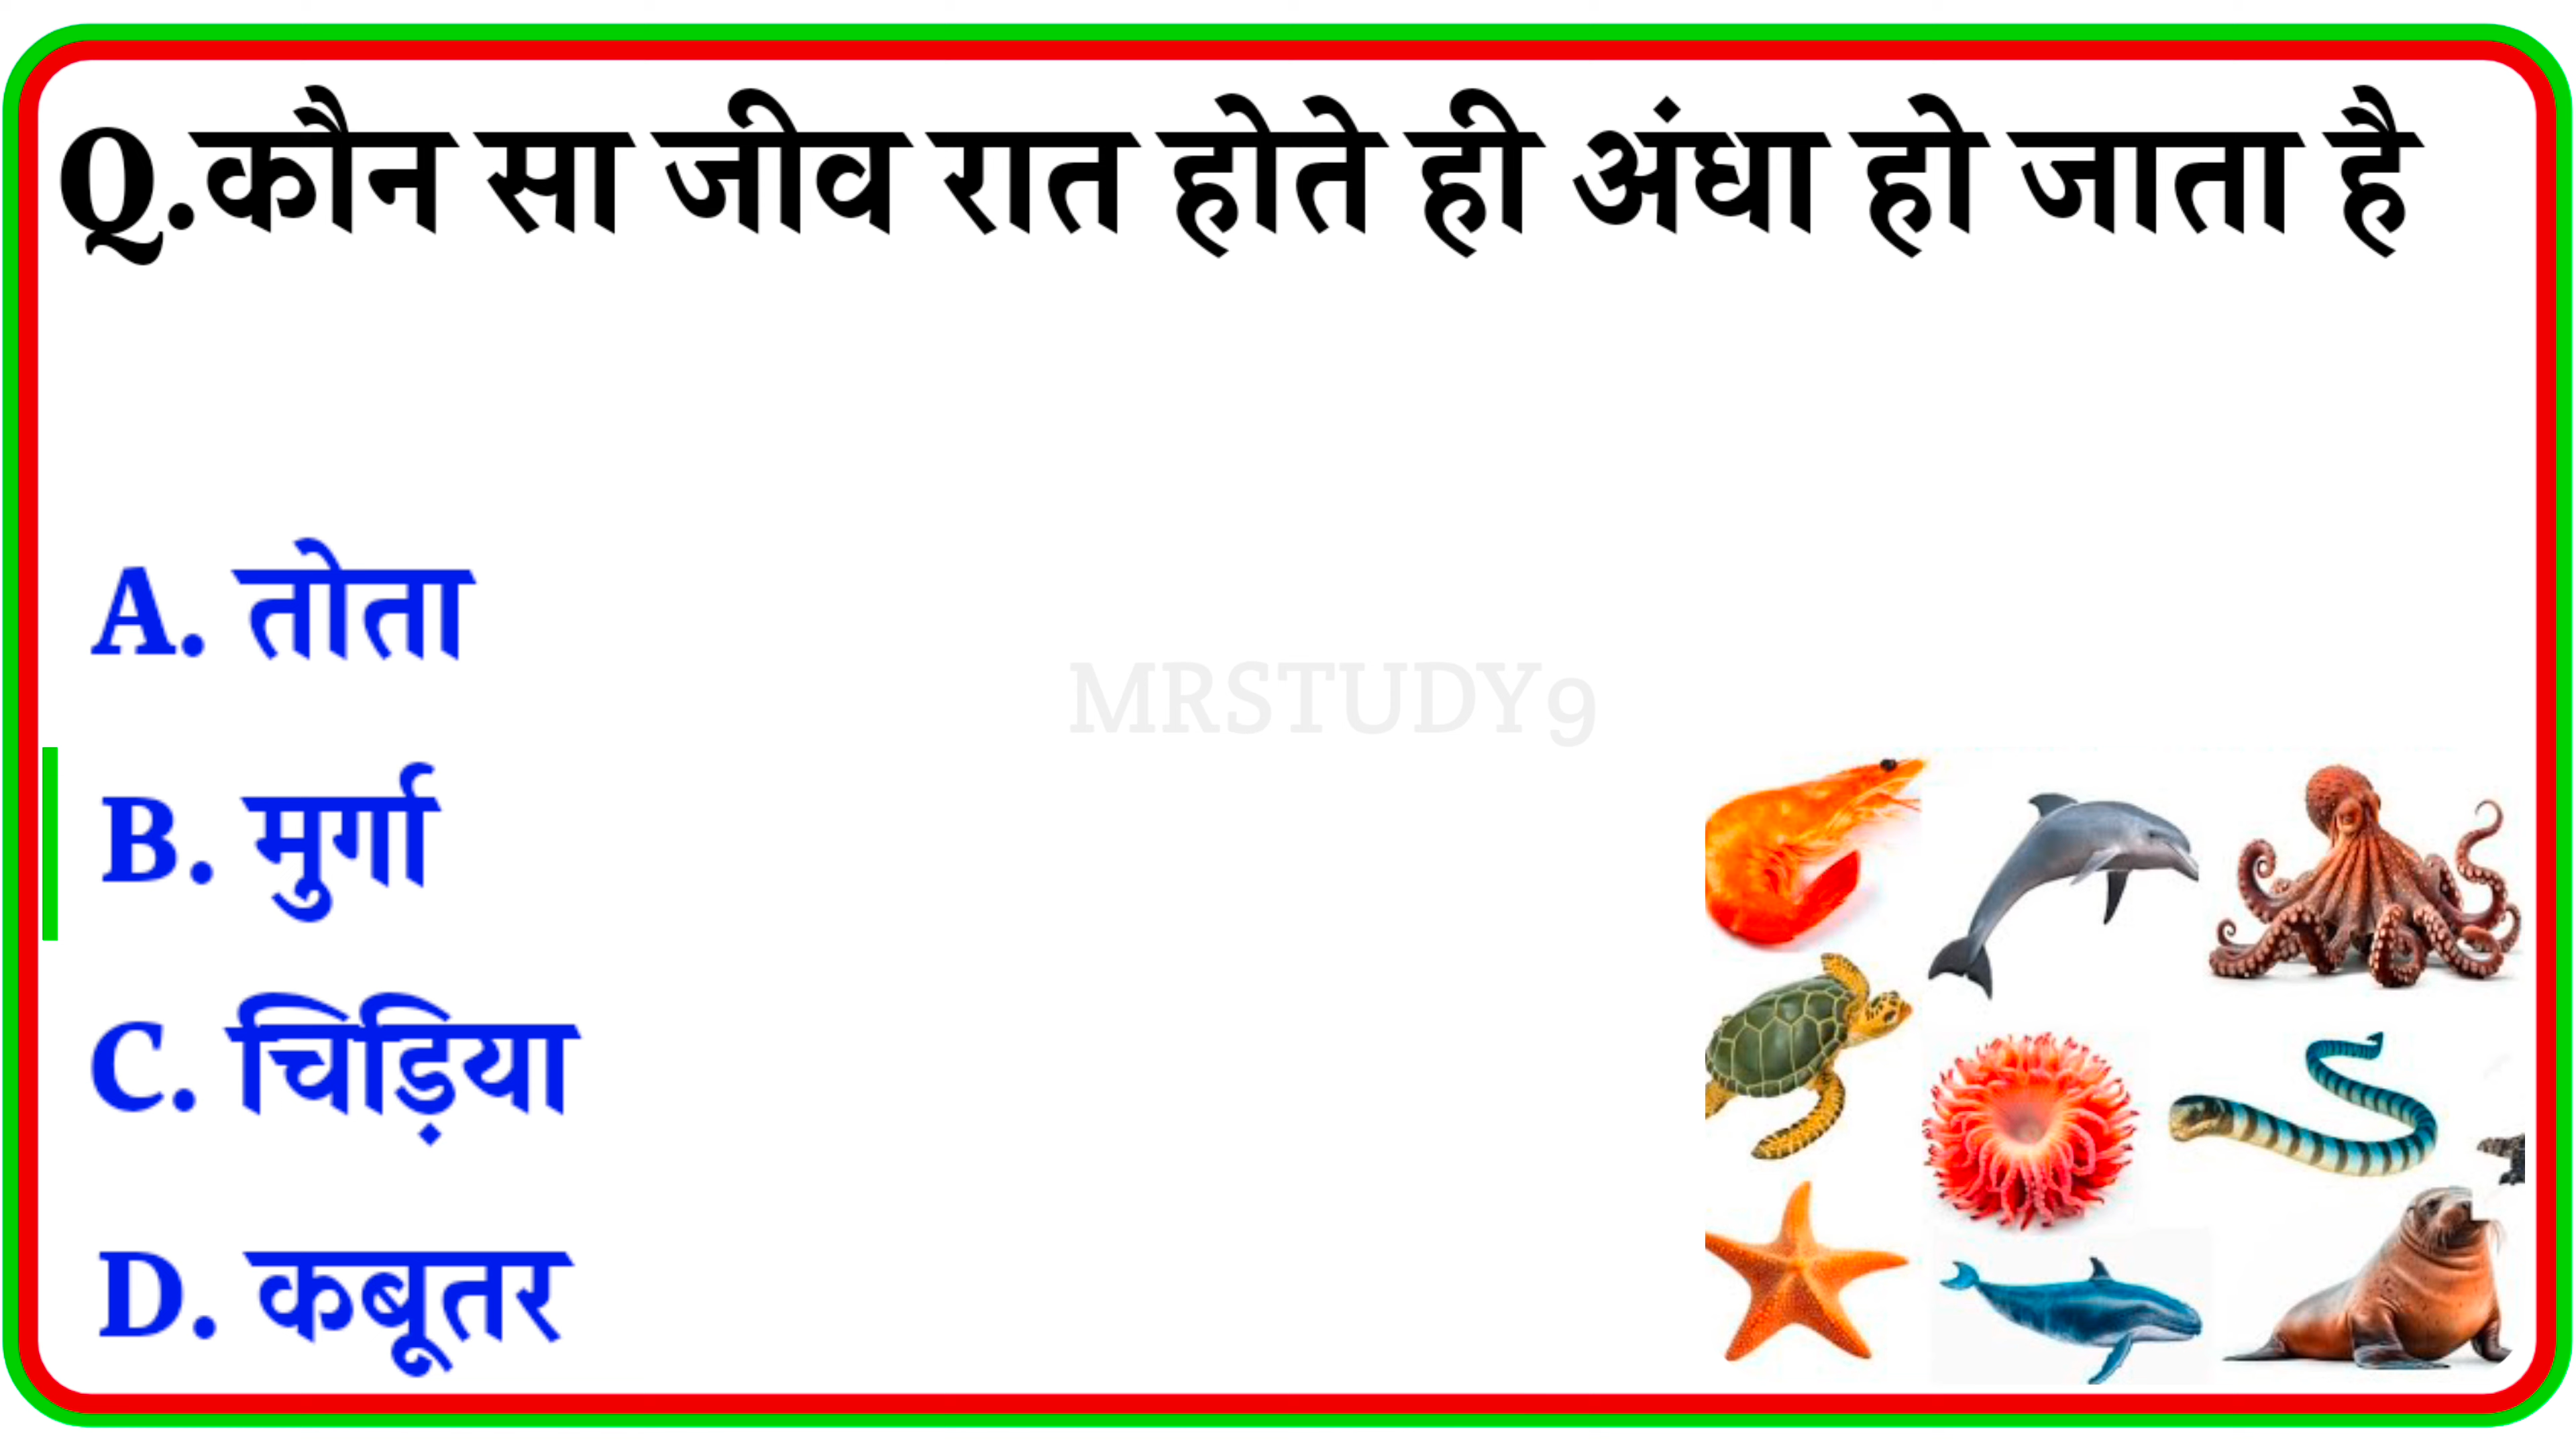 Q.कौन सा जीव रात होते ही अंधा हो जाता है
A. तोता
MRSTUDY9
B. मुर्गा
C. चिड़िया
D. कबूतर